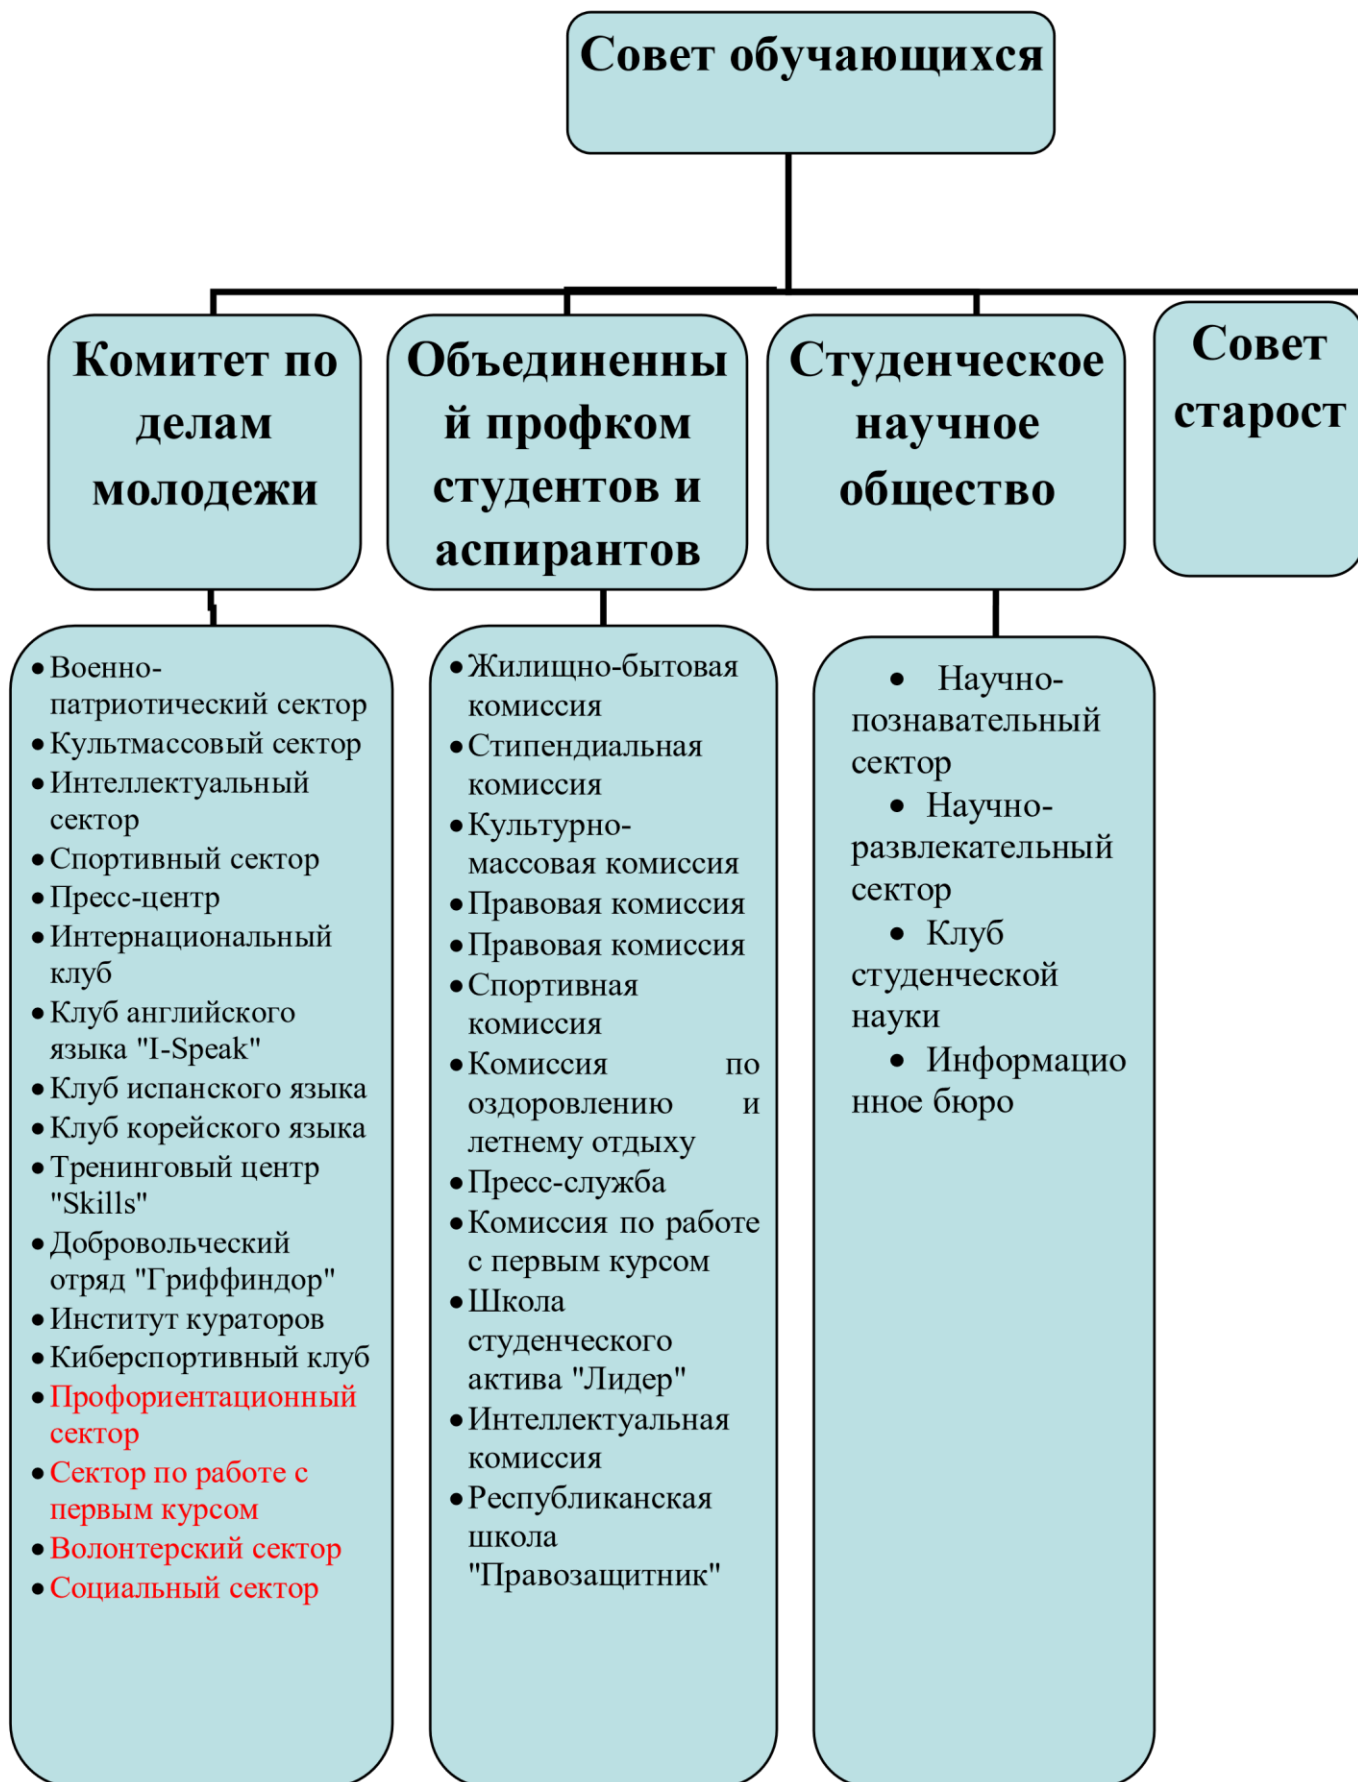 Совет обучающихся
Комитет по
делам
молодежи
Объединенны
й профком
студентов и
аспирантов
Студенческое
научное
общество
Совет
старост
• Военно-
патриотический сектор
• Культмассовый сектор
• Интеллектуальный
сектор
• Спортивный сектор
• Пресс-центр
• Интернациональный
клуб
• Клуб английского
языка "I-Speak"
• Клуб испанского языка
• Клуб корейского языка
• Тренинговый центр
"Skills"
• Добровольческий
отряд "Гриффиндор"
• Институт кураторов
• Киберспортивный клуб
• Профориентационный
сектор
• Сектор по работе с
первым курсом
• Волонтерский сектор
• Социальный сектор
• Жилищно-бытовая
комиссия
• Стипендиальная
комиссия
• Культурно-
массовая комиссия
• Правовая комиссия
• Правовая комиссия
• Спортивная
комиссия
• Комиссия по
оздоровлению и
летнему отдыху
• Пресс-служба
• Комиссия по работе
с первым курсом
• Школа
студенческого
актива "Лидер"
• Интеллектуальная
комиссия
• Республиканская
школа
"Правозащитник"
• Научно-
познавательный
сектор
• Научно-
развлекательный
сектор
• Клуб
студенческой
науки
• Информацио
нное бюро